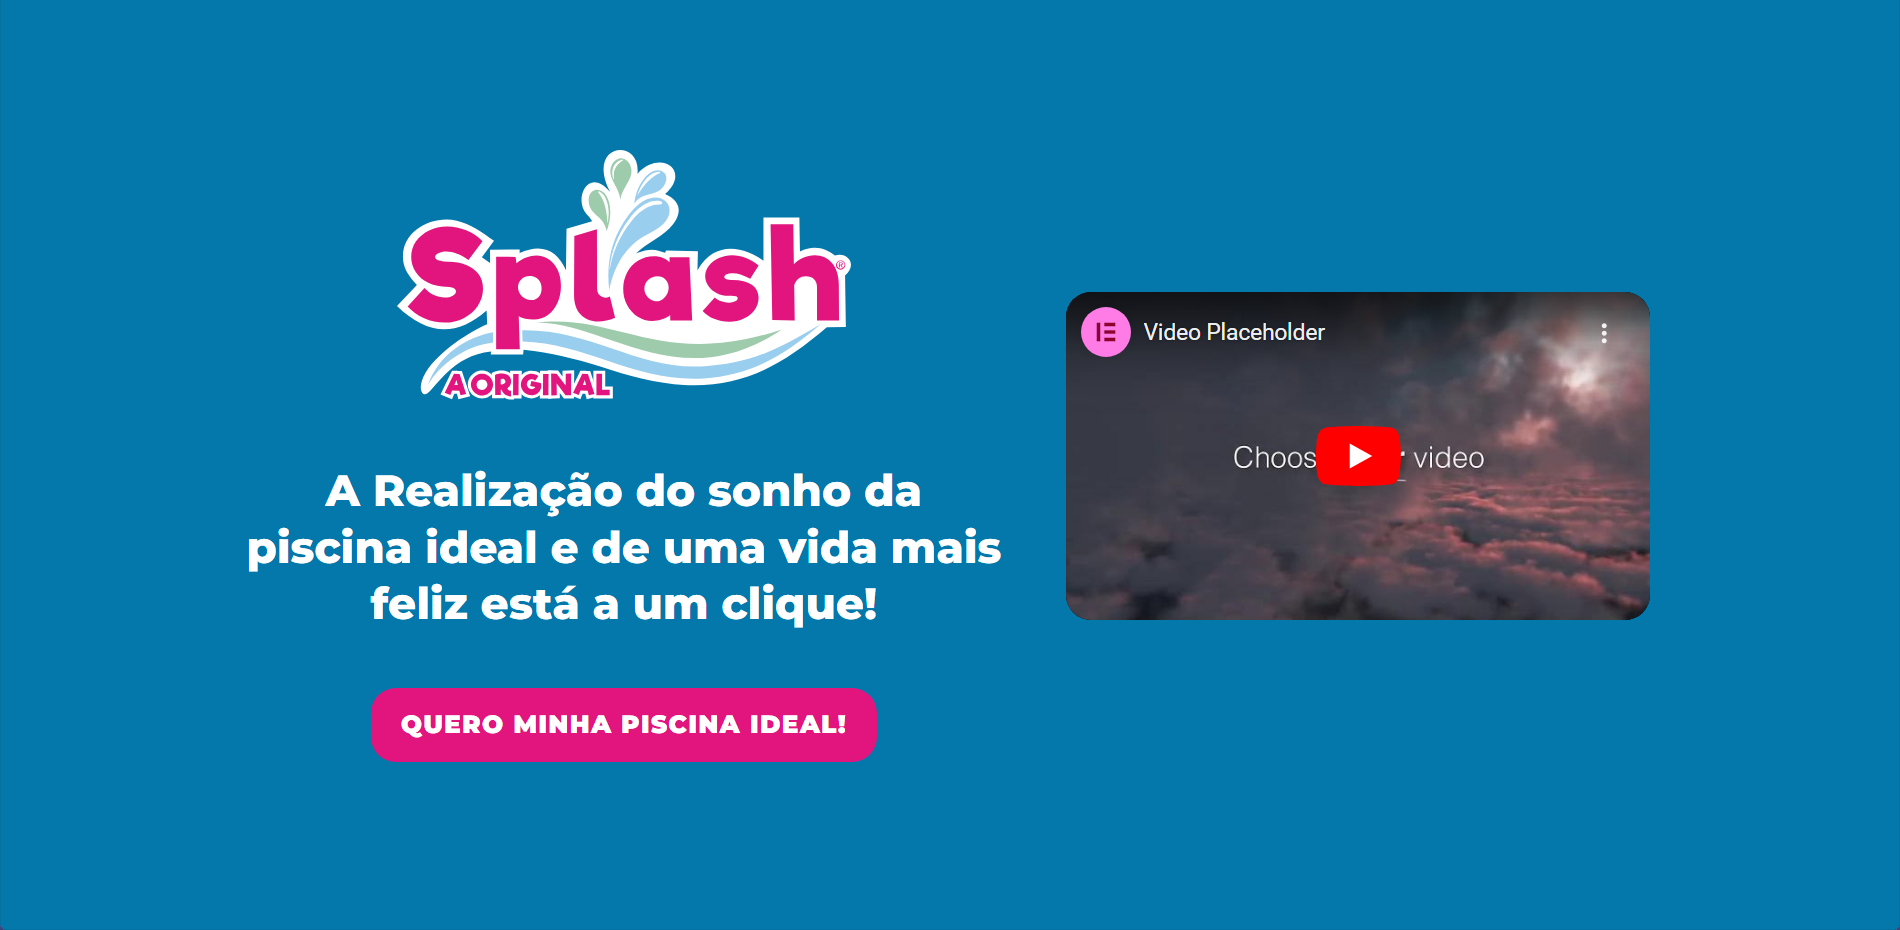 Splash®
A ORIGINAL
A Realização do sonho da
piscina ideal e de uma vida mais
feliz está a um clique!
QUERO MINHA PISCINA IDEAL!
Video Placeholder
Choos video